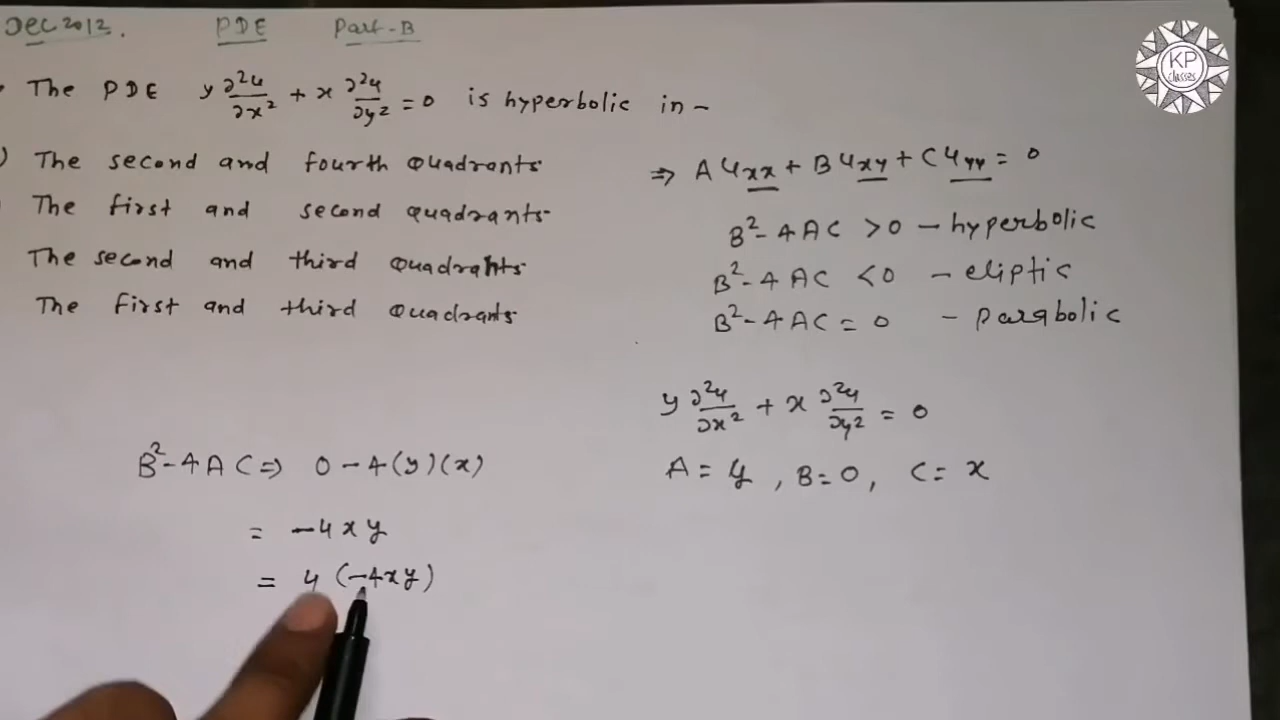 Dec 2012. PDE Part-B
KP classes
The PDE y ∂²u/∂x² + x ∂²u/∂y² = 0 is hyperbolic in –
) The second and fourth Quadrants
The first and second quadrants
The second and third Quadrants
The first and third Quadrants
⇒ A uxx + B uxy + C uyy = 0
B² - 4AC > 0 – hyperbolic
B² - 4AC < 0 – eliptic
B² - 4AC = 0 – parabolic
y ∂²u/∂x² + x ∂²u/∂y² = 0
A = y , B = 0 , C = x
B² - 4AC ⇒ 0 - 4(y)(x)
= -4xy
= 4(-4xy)